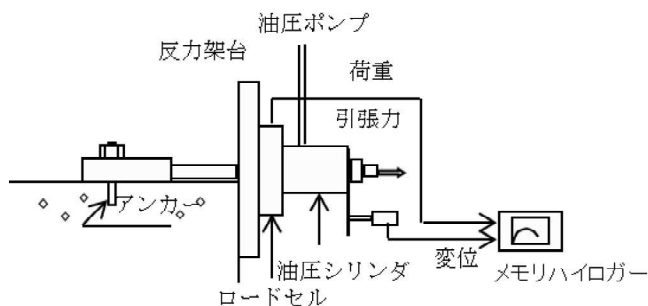 油圧ポンプ
反力架台
荷重
引張力
アンカー
油圧シリンダ
変位
メモリハイロガー
ロードセル